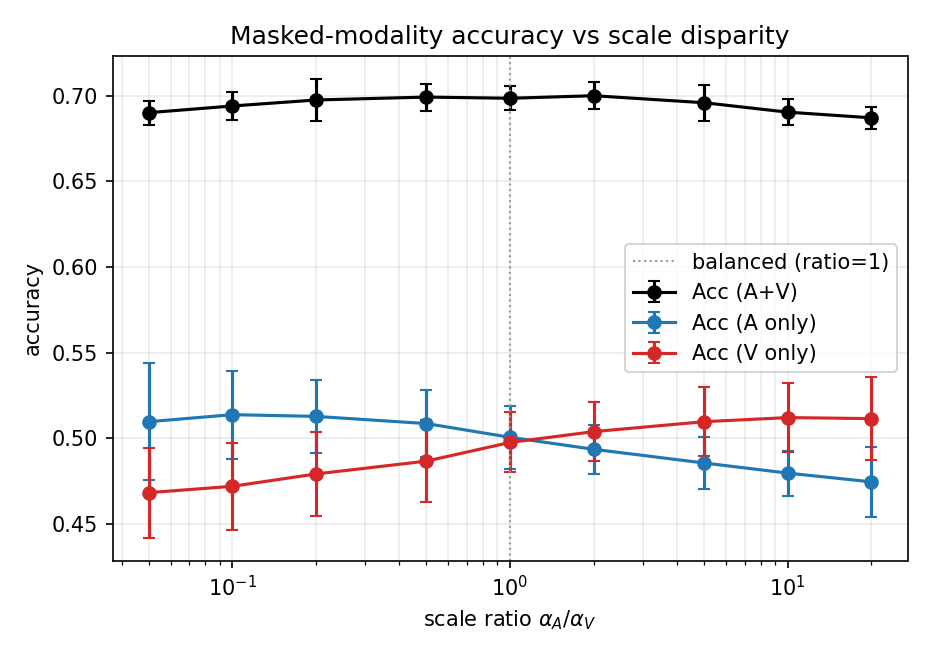 Masked-modality accuracy vs scale disparity
accuracy
0.70
0.65
0.60
0.55
0.50
0.45
balanced (ratio=1)
Acc (A+V)
Acc (A only)
Acc (V only)
10⁻¹
10⁰
10¹
scale ratio α_A/α_V